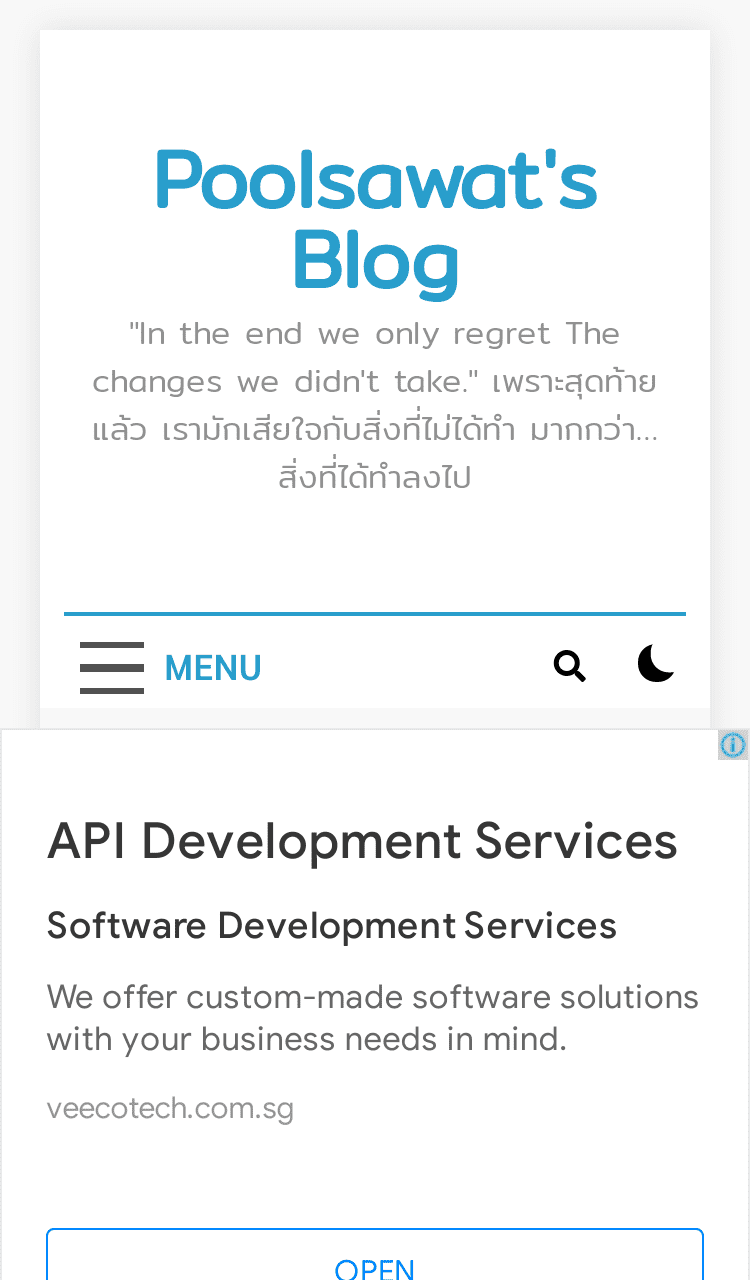 Poolsawat's
Blog
"In the end we only regret The
changes we didn't take." เพราะสุดท้าย
แล้ว เรามักเสียใจกับสิ่งที่ไม่ได้ทำ มากกว่า...
สิ่งที่ได้ทำลงไป
MENU
API Development Services
Software Development Services
We offer custom-made software solutions
with your business needs in mind.
veecotech.com.sg
OPEN